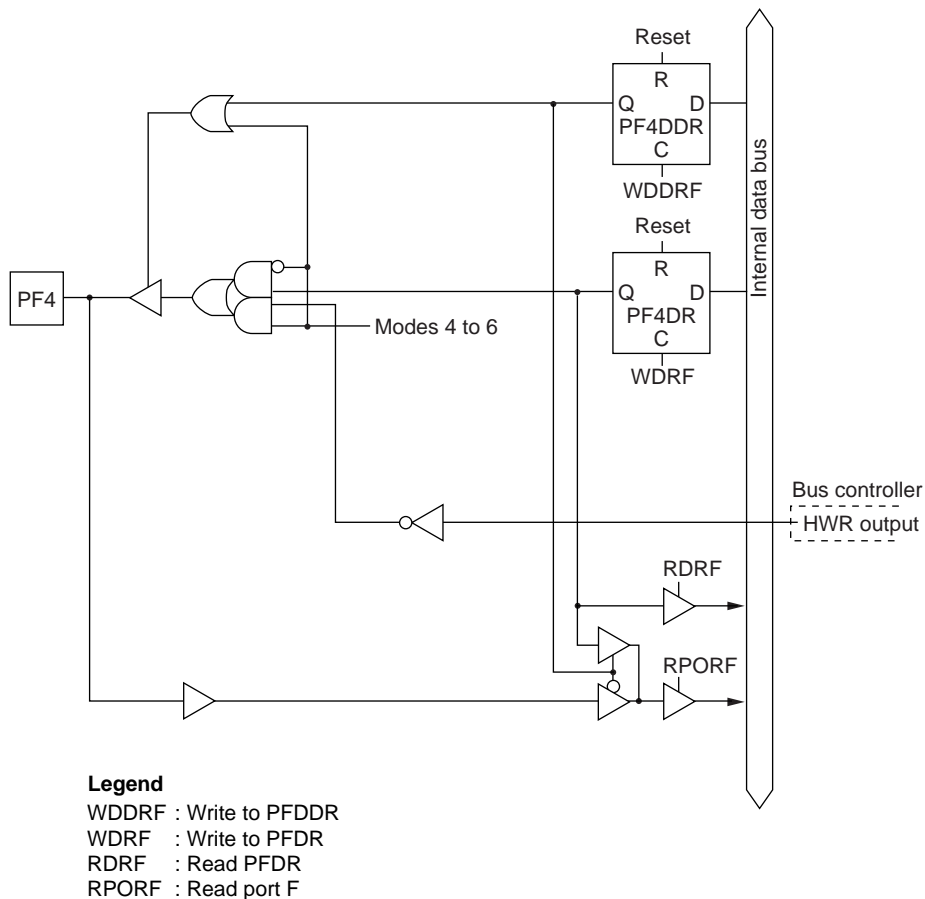 Reset
R
Q D
PF4DDR
C
WDDRF
Reset
R
Q D
PF4DR
C
WDRF
Internal data bus
PF4
Modes 4 to 6
Bus controller
HWR output
RDRF
RPORF
Legend
WDDRF : Write to PFDDR
WDRF : Write to PFDR
RDRF : Read PFDR
RPORF : Read port F